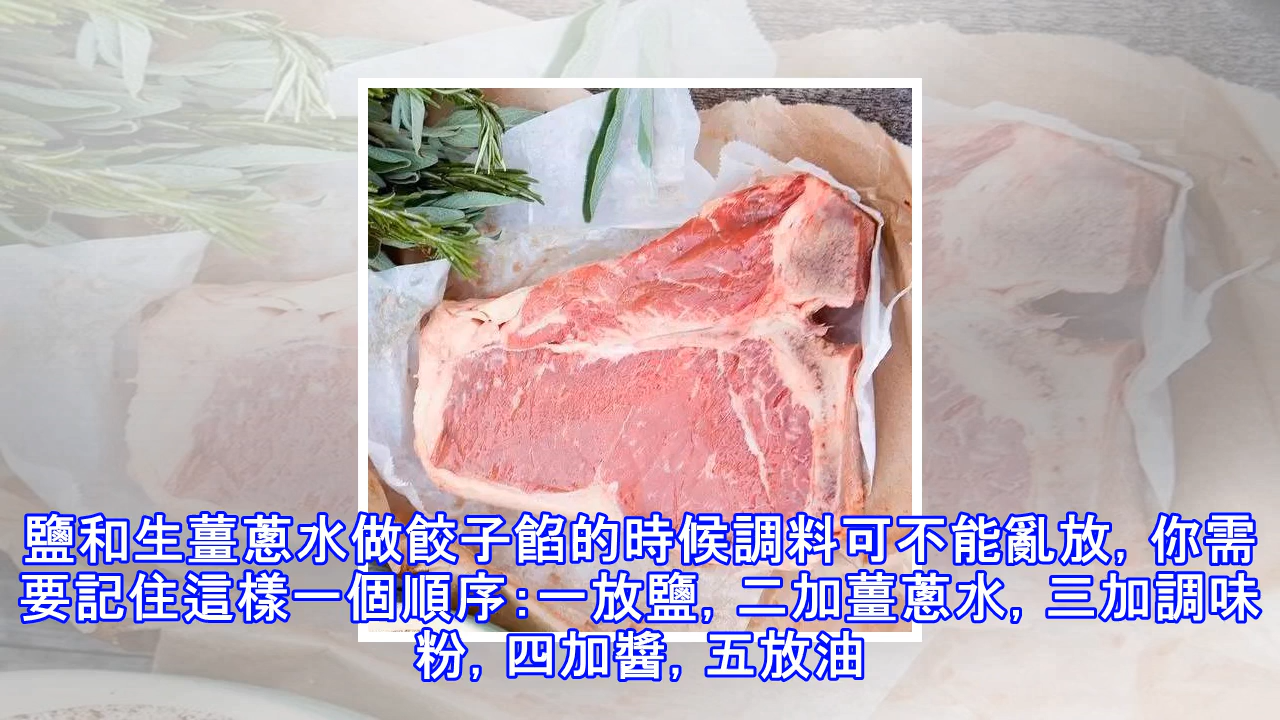 鹽和生薑蔥水做餃子餡的時候調料可不能亂放, 你需
要記住這樣一個順序:一放鹽, 二加薑蔥水, 三加調味
粉, 四加醬, 五放油